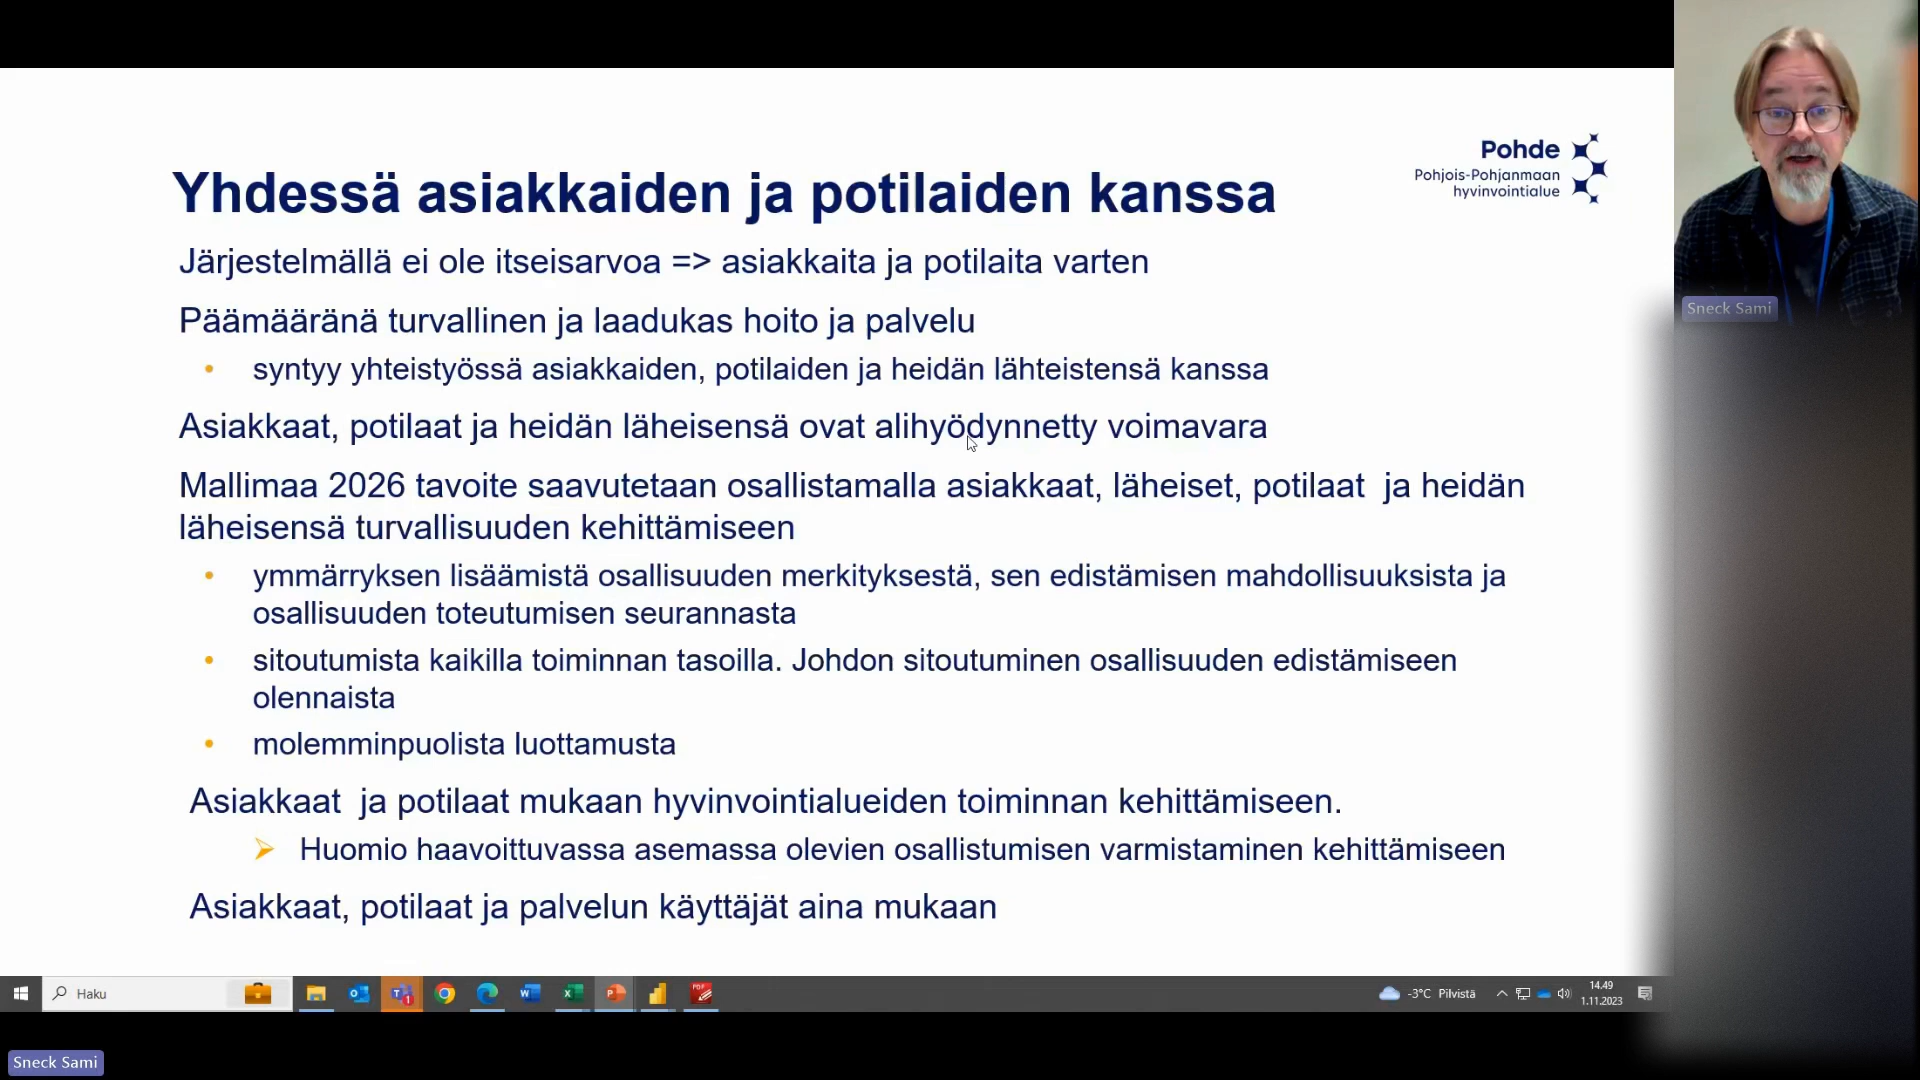 Pohde
Pohjois-Pohjanmaan
hyvinvointialue
Yhdessä asiakkaiden ja potilaiden kanssa
Järjestelmällä ei ole itseisarvoa => asiakkaita ja potilaita varten
Päämääränä turvallinen ja laadukas hoito ja palvelu
• syntyy yhteistyössä asiakkaiden, potilaiden ja heidän lähteistensä kanssa
Asiakkaat, potilaat ja heidän läheisensä ovat alihyödynnetty voimavara
Mallimaa 2026 tavoite saavutetaan osallistamalla asiakkaat, läheiset, potilaat ja heidän
läheisensä turvallisuuden kehittämiseen
• ymmärryksen lisäämistä osallisuuden merkityksestä, sen edistämisen mahdollisuuksista ja
osallisuuden toteutumisen seurannasta
• sitoutumista kaikilla toiminnan tasoilla. Johdon sitoutuminen osallisuuden edistämiseen
olennaista
• molemminpuolista luottamusta
Asiakkaat ja potilaat mukaan hyvinvointialueiden toiminnan kehittämiseen.
➢ Huomio haavoittuvassa asemassa olevien osallistumisen varmistaminen kehittämiseen
Asiakkaat, potilaat ja palvelun käyttäjät aina mukaan
Sneck Sami
Haku
-3°C Pilvistä
14.49
1.11.2023
Sneck Sami